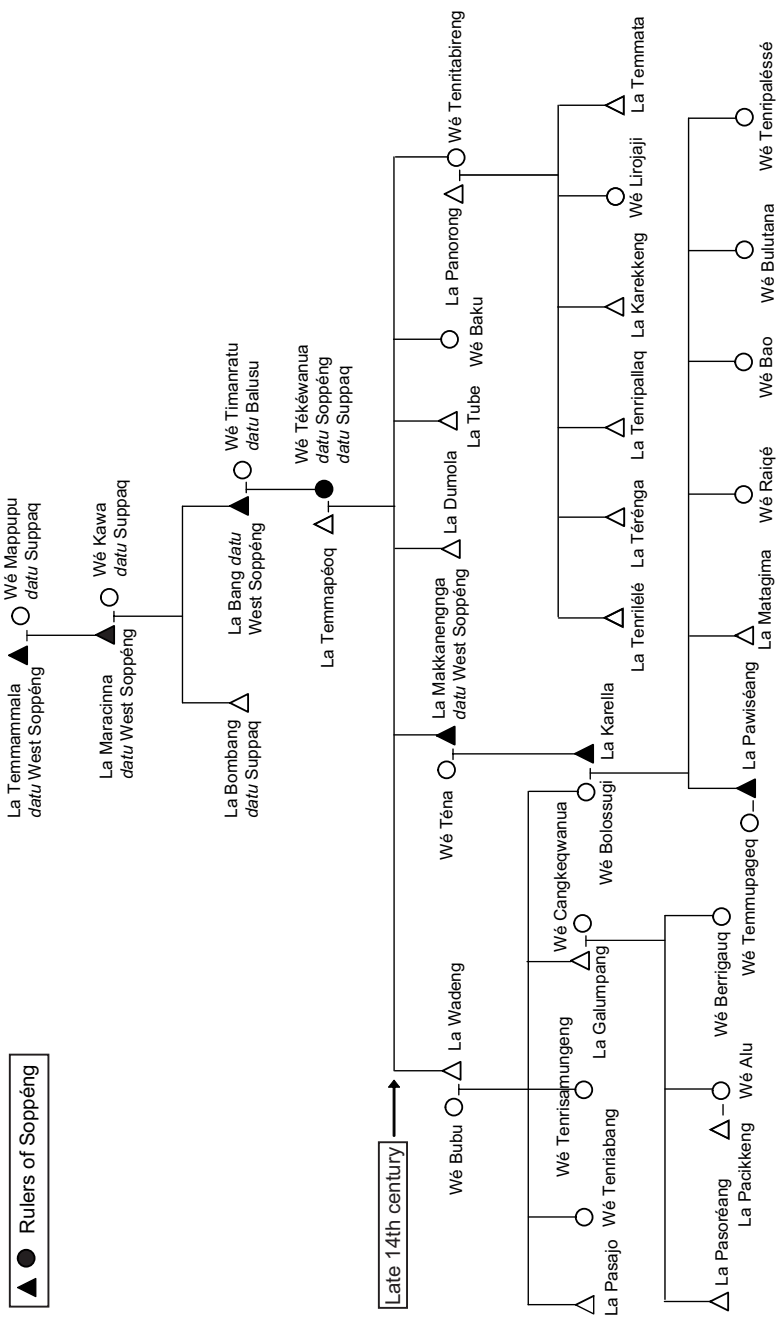 Rulers of Soppéng
La Temmammala
datu West Soppéng
Wé Mappupu
datu Suppaq
La Maracinna
datu West Soppéng
Wé Kawa
datu Suppaq
La Bombang
datu Suppaq
La Bang datu
West Soppéng
Wé Timanratu
datu Balusu
La Temmapéoq
Wé Tékéwanua
datu Soppéng
datu Suppaq
Late 14th century
Wé Bubu
La Wadeng
Wé Téna
La Makkanengnga
datu West Soppéng
La Dumola
La Tube
Wé Baku
La Panorong
Wé Tenritabireng
La Pasajo
Wé Tenriabang
Wé Tenrisamungeng
La Galumpang
Wé Cangkeqwanua
Wé Bolossugi
La Karella
La Tenrilélé
La Térénga
La Tenripallaq
La Karekkeng
Wé Lirojaji
La Temmata
La Pasoréang
La Pacikkeng
Wé Alu
Wé Berrigauq
Wé Temmupageq
La Pawiséang
La Matagima
Wé Raiqé
Wé Bao
Wé Bulutana
Wé Tenripaléssé